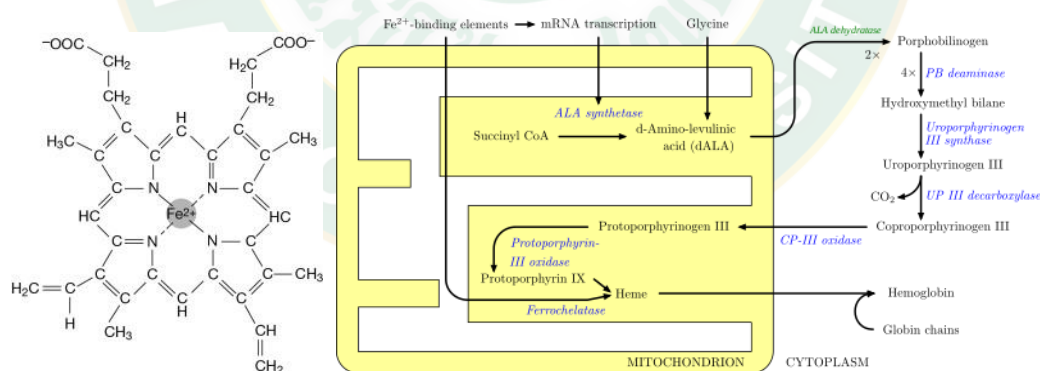 ⁻OOC
COO⁻
CH₂
H₂C
CH₂
CH₂
H
H₃C
C
C
C
C
C
CH₃
C
C
C
C
C
C
N
N
HC
Fe²⁺
CH
C
N
N
C
C
C
C
C
C
CH₃
H₂C
C
C
C
C
C
C
H
H
CH₃
CH
CH₂
Fe²⁺-binding elements
mRNA transcription
Glycine
ALA dehydratase
2×
Porphobilinogen
4×
PB deaminase
Hydroxymethyl bilane
ALA synthetase
Succinyl CoA
d-Amino-levulinic
acid (dALA)
Uroporphyrinogen
III synthase
Uroporphyrinogen III
CO₂
UP III decarboxylase
Protoporphyrinogen III
CP-III oxidase
Coproporphyrinogen III
Protoporphyrin-
III oxidase
Protoporphyrin IX
Heme
Ferrochelatase
Hemoglobin
Globin chains
MITOCHONDRION
CYTOPLASM